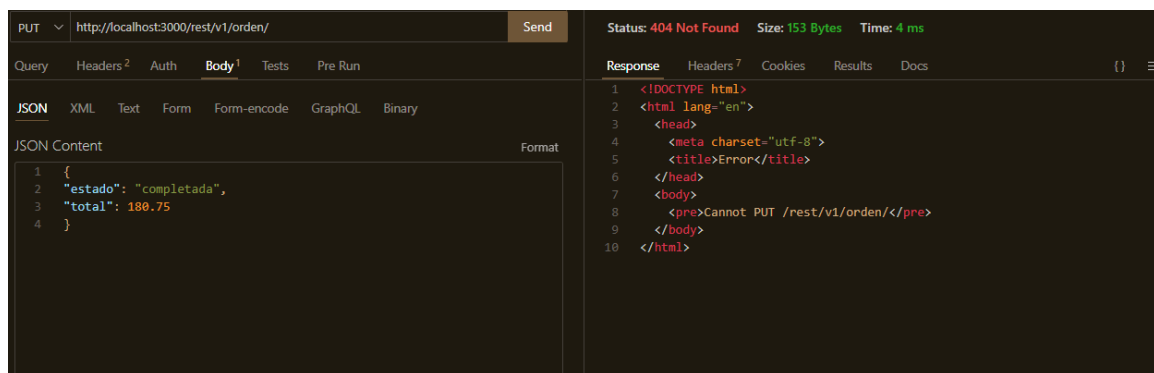 PUT http://localhost:3000/rest/v1/orden/ Send
Query Headers 2 Auth Body 1 Tests Pre Run
JSON XML Text Form Form-encode GraphQL Binary
JSON Content Format
1 {
2 "estado": "completada",
3 "total": 180.75
4 }
Status: 404 Not Found Size: 153 Bytes Time: 4 ms
Response Headers 7 Cookies Results Docs {}
1 <!DOCTYPE html>
2 <html lang="en">
3 <head>
4 <meta charset="utf-8">
5 <title>Error</title>
6 </head>
7 <body>
8 <pre>Cannot PUT /rest/v1/orden/</pre>
9 </body>
10 </html>